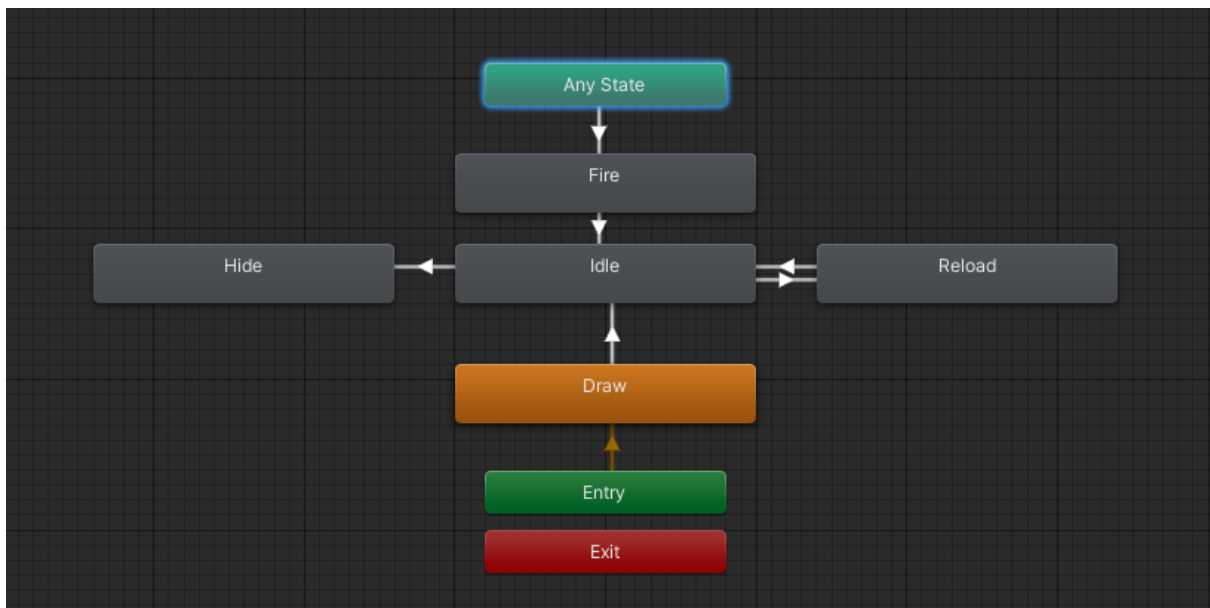 Any State
Fire
Hide
Idle
Reload
Draw
Entry
Exit